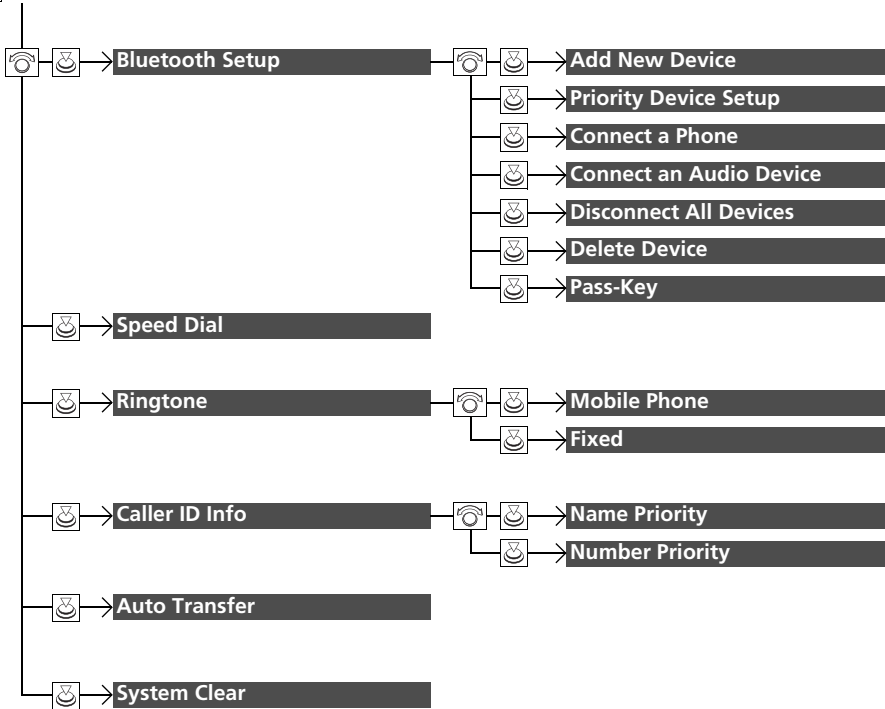 Bluetooth Setup
Add New Device
Priority Device Setup
Connect a Phone
Connect an Audio Device
Disconnect All Devices
Delete Device
Pass-Key
Speed Dial
Ringtone
Mobile Phone
Fixed
Caller ID Info
Name Priority
Number Priority
Auto Transfer
System Clear